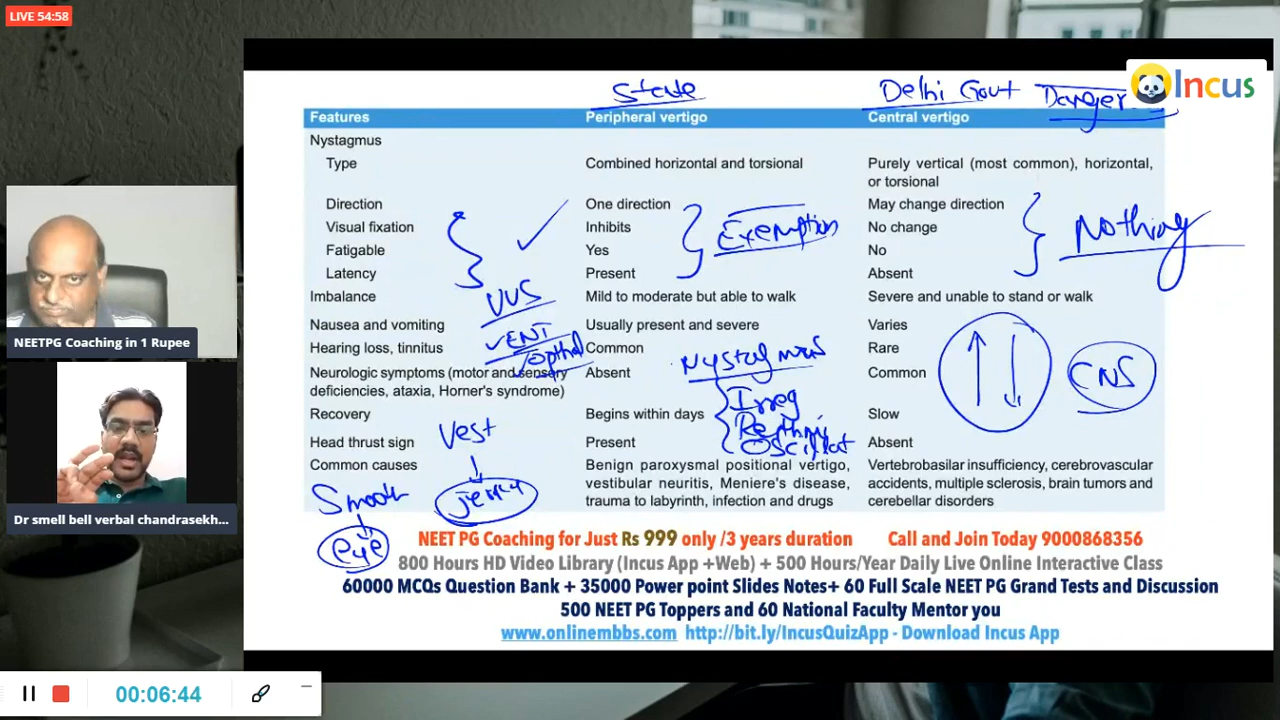 LIVE 54:58
State
Delhi Govt Danger
Incus
Features Peripheral vertigo Central vertigo
Nystagmus
Type Combined horizontal and torsional Purely vertical (most common), horizontal,
or torsional
Direction One direction May change direction
Visual fixation Inhibits No change
Exemption Nothing
Fatigable Yes No
Latency Present Absent
Imbalance Mild to moderate but able to walk Severe and unable to stand or walk
VVS
Nausea and vomiting Usually present and severe Varies
ENT
Hearing loss, tinnitus Common Rare
Opthal Nystagmus
Neurologic symptoms (motor and sensory Absent Common
CNS
deficiencies, ataxia, Horner's syndrome)
Irreg
Recovery Begins within days Slow
Vest
Head thrust sign Present Absent
Common causes Benign paroxysmal positional vertigo, Vertebrobasilar insufficiency, cerebrovascular
vestibular neuritis, Meniere's disease, accidents, multiple sclerosis, brain tumors and
trauma to labyrinth, infection and drugs cerebellar disorders
Smooth
eye
NEETPG Coaching in 1 Rupee
Dr smell bell verbal chandrasekh...
NEET PG Coaching for Just Rs 999 only /3 years duration Call and Join Today 9000868356
800 Hours HD Video Library (Incus App +Web) + 500 Hours/Year Daily Live Online Interactive Class
60000 MCQs Question Bank + 35000 Power point Slides Notes+ 60 Full Scale NEET PG Grand Tests and Discussion
500 NEET PG Toppers and 60 National Faculty Mentor you
www.onlinembbs.com http://bit.ly/IncusQuizApp - Download Incus App
00:06:44